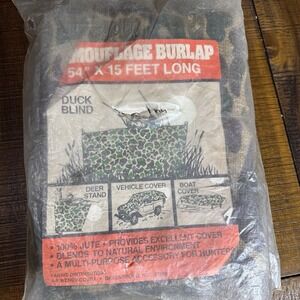 MOUFLAGE BURLAP
54" X 15 FEET LONG
DUCK
BLIND
DEER
STAND
VEHICLE COVER
BOAT
COVER
• 100% JUTE • PROVIDES EXCELLENT COVER
• BLENDS TO NATURAL ENVIRONMENT
• A MULTI-PURPOSE ACCESSORY FOR HUNTER